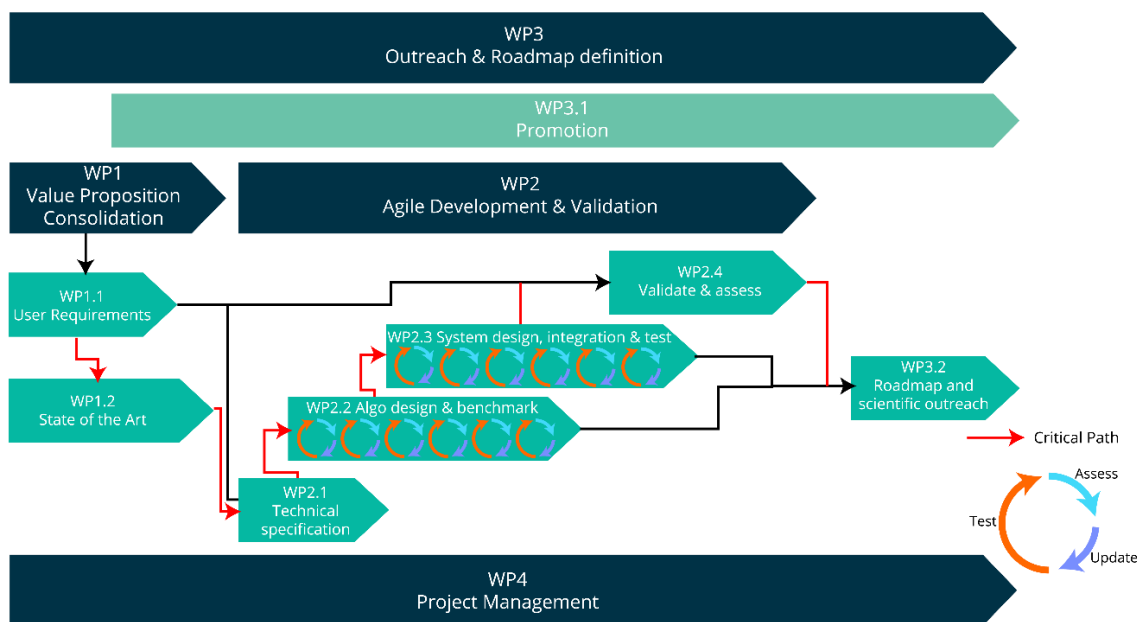 WP3
Outreach & Roadmap definition
WP3.1
Promotion
WP1
Value Proposition
Consolidation
WP2
Agile Development & Validation
WP1.1
User Requirements
WP2.4
Validate & assess
WP2.3 System design, integration & test
WP1.2
State of the Art
WP2.2 Algo design & benchmark
WP3.2
Roadmap and
scientific outreach
Critical Path
WP2.1
Technical
specification
Assess
Test
Update
WP4
Project Management